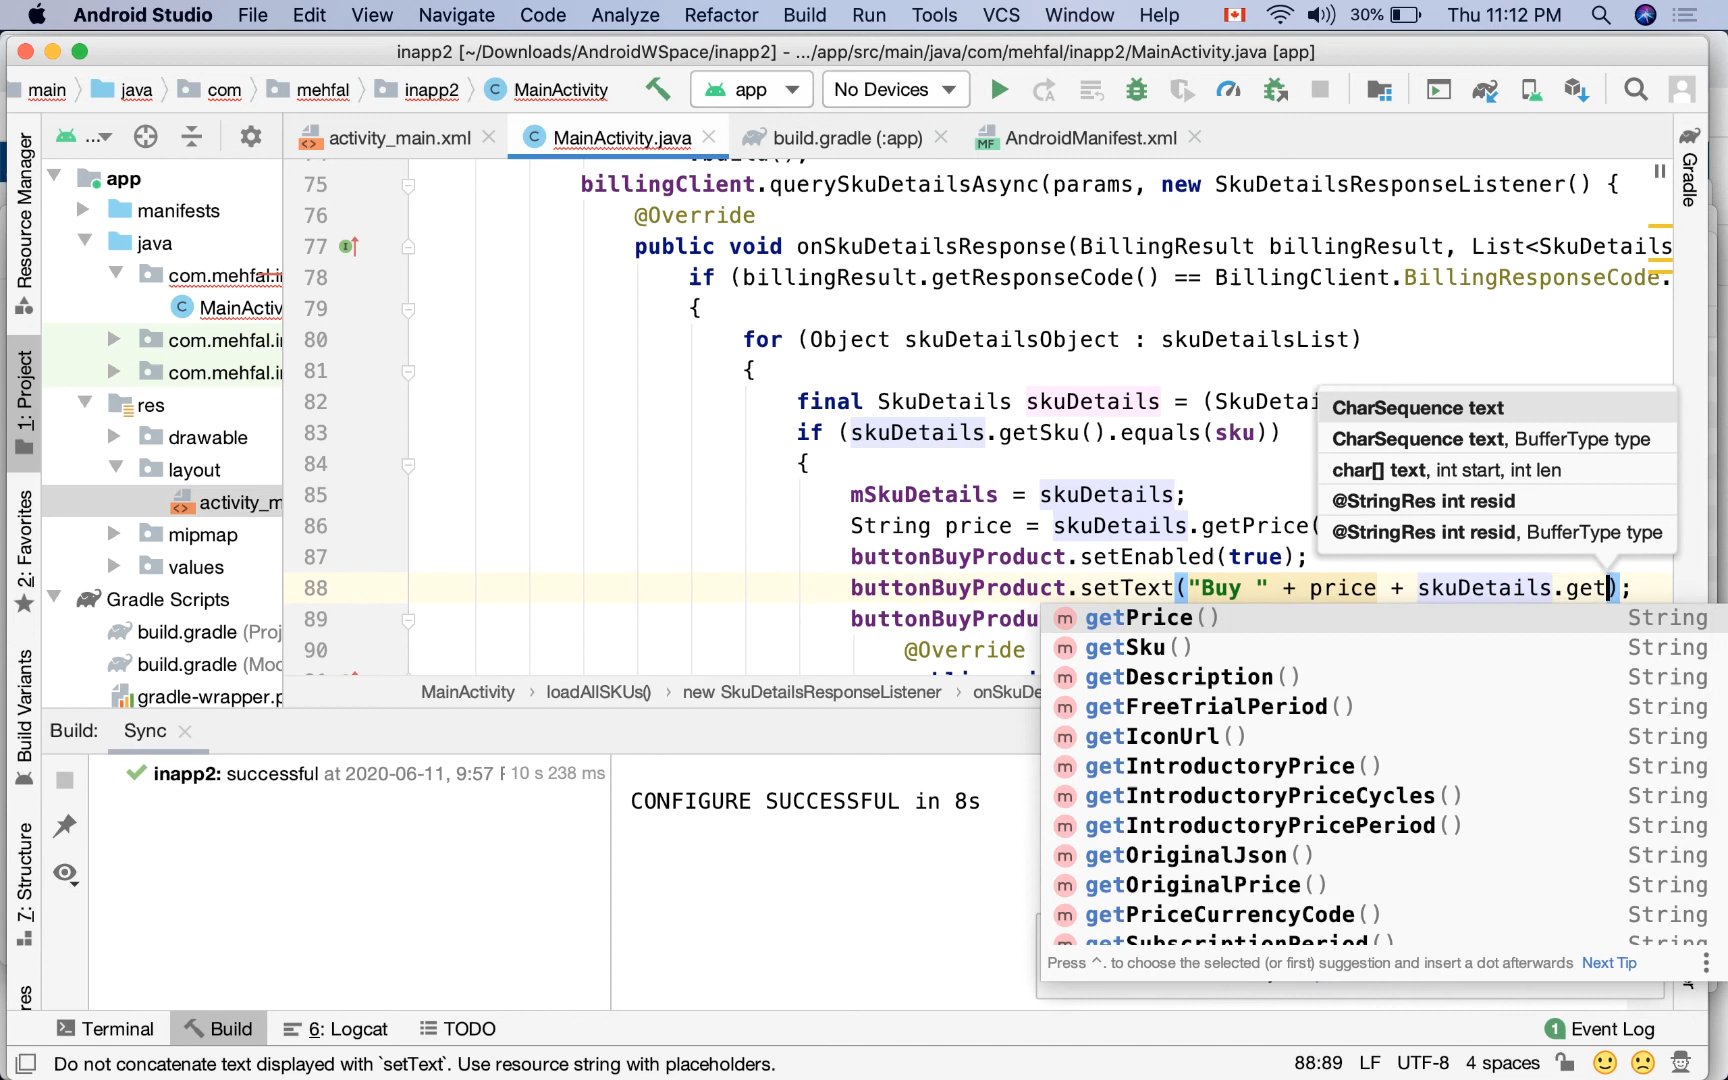 Android Studio File Edit View Navigate Code Analyze Refactor Build Run Tools VCS Window Help 30% Thu 11:12 PM
inapp2 [~/Downloads/AndroidWSpace/inapp2] - .../app/src/main/java/com/mehfal/inapp2/MainActivity.java [app]
main java com mehfal inapp2 C MainActivity app No Devices
... activity_main.xml C MainActivity.java build.gradle (:app) MF AndroidManifest.xml
Resource Manager
1: Project
2: Favorites
Build Variants
7: Structure
Gradle
app
manifests
java
com.mehfal.i
C MainActiv
com.mehfal.i
com.mehfal.i
res
drawable
layout
activity_m
mipmap
values
Gradle Scripts
build.gradle (Proj
build.gradle (Mod
gradle-wrapper.p
75 billingClient.querySkuDetailsAsync(params, new SkuDetailsResponseListener() {
76 @Override
77 public void onSkuDetailsResponse(BillingResult billingResult, List<SkuDetails
78 if (billingResult.getResponseCode() == BillingClient.BillingResponseCode.
79 {
80 for (Object skuDetailsObject : skuDetailsList)
81 {
82 final SkuDetails skuDetails = (SkuDetai
83 if (skuDetails.getSku().equals(sku))
84 {
85 mSkuDetails = skuDetails;
86 String price = skuDetails.getPrice(
87 buttonBuyProduct.setEnabled(true);
88 buttonBuyProduct.setText("Buy " + price + skuDetails.get);
89 buttonBuyProdu
90 @Override
CharSequence text
CharSequence text, BufferType type
char[] text, int start, int len
@StringRes int resid
@StringRes int resid, BufferType type
m getPrice() String
m getSku() String
m getDescription() String
m getFreeTrialPeriod() String
m getIconUrl() String
m getIntroductoryPrice() String
m getIntroductoryPriceCycles() String
m getIntroductoryPricePeriod() String
m getOriginalJson() String
m getOriginalPrice() String
m getPriceCurrencyCode() String
m getSubscriptionPeriod() String
Press ^. to choose the selected (or first) suggestion and insert a dot afterwards Next Tip
MainActivity loadAllSKUs() new SkuDetailsResponseListener onSkuDe
Build: Sync
inapp2: successful at 2020-06-11, 9:57 10 s 238 ms
CONFIGURE SUCCESSFUL in 8s
Terminal Build 6: Logcat TODO 1 Event Log
Do not concatenate text displayed with `setText`. Use resource string with placeholders. 88:89 LF UTF-8 4 spaces